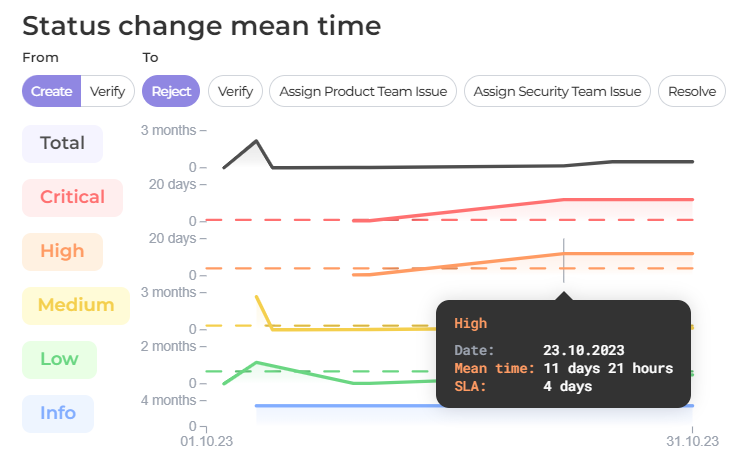 Status change mean time
From To
Create Verify Reject Verify Assign Product Team Issue Assign Security Team Issue Resolve
Total
3 months
0
Critical
20 days
0
High
20 days
0
Medium
3 months
0
Low
2 months
0
Info
4 months
0
High
Date: 23.10.2023
Mean time: 11 days 21 hours
SLA: 4 days
01.10.23 31.10.23